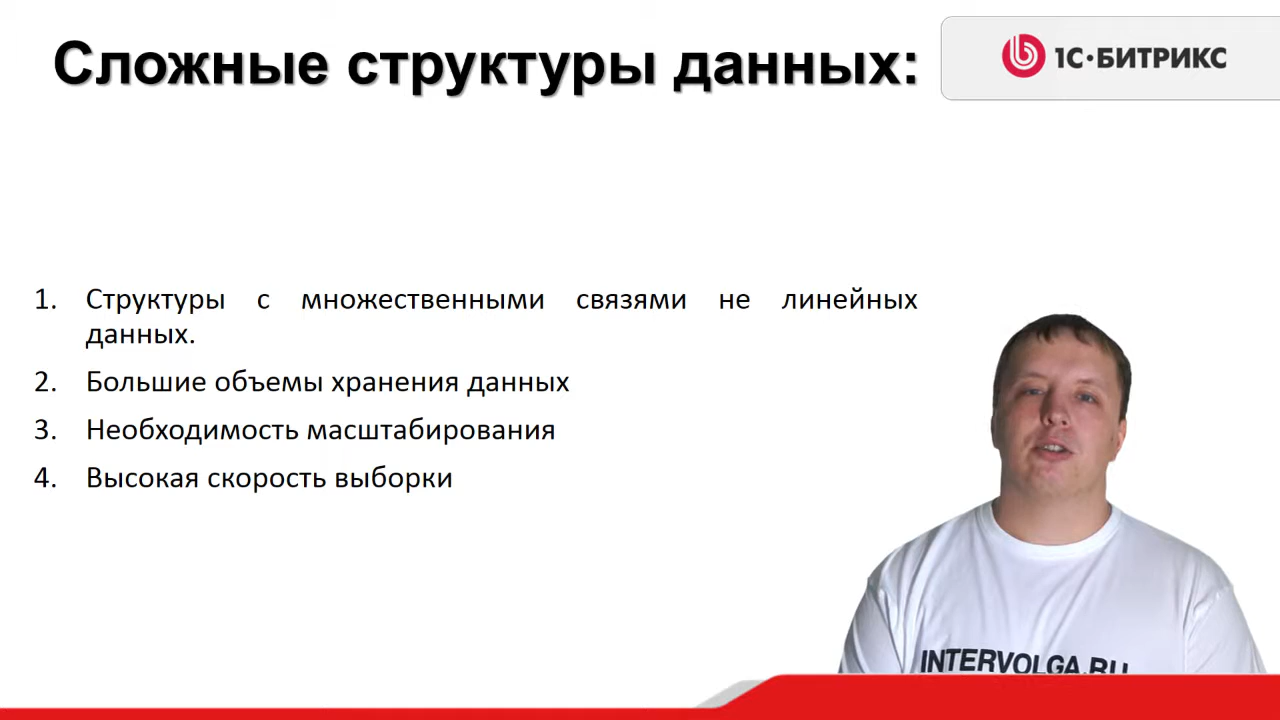 Сложные структуры данных:
1С·БИТРИКС
1. Структуры с множественными связями не линейных
данных.
2. Большие объемы хранения данных
3. Необходимость масштабирования
4. Высокая скорость выборки
INTERVOLGA.RU